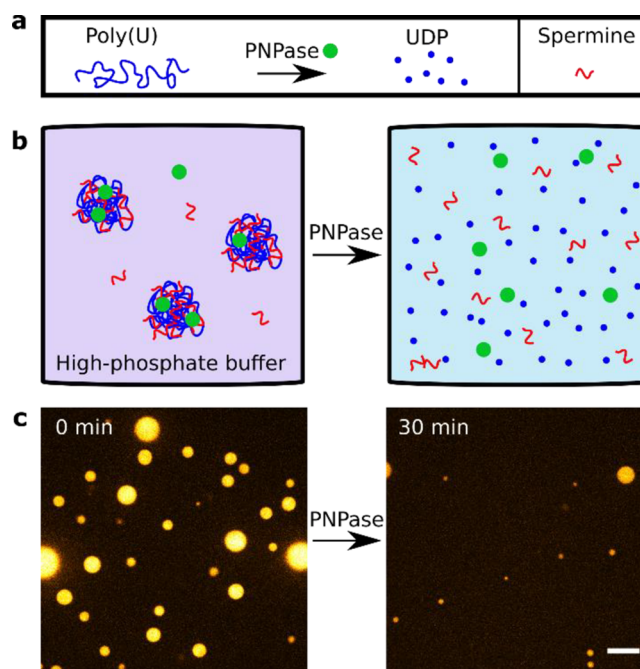 a
Poly(U)
PNPase
UDP
Spermine
b
PNPase
High-phosphate buffer
c
0 min
PNPase
30 min